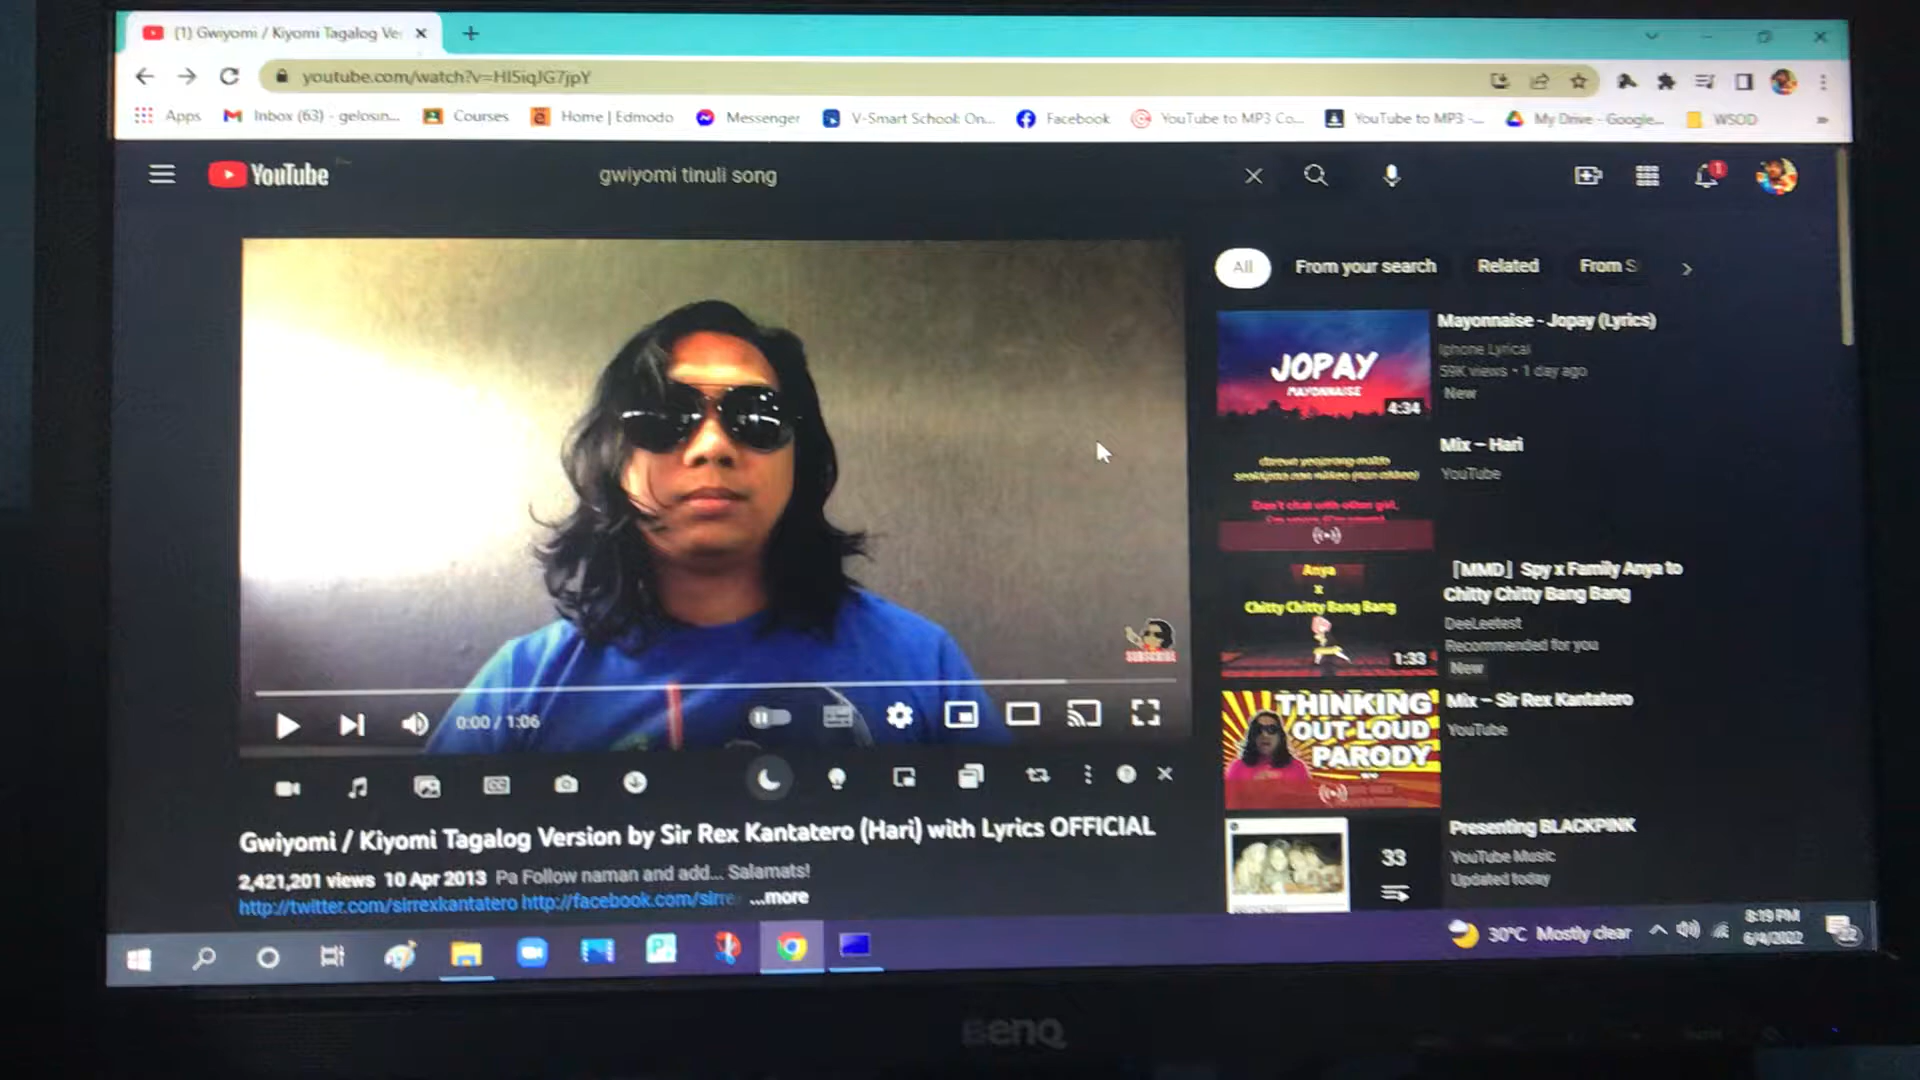 (1) Gwiyomi / Kiyomi Tagalog Ve
youtube.com/watch?v=HI5iqJG7jpY
Apps
Inbox (63) - gelosin...
Courses
Home | Edmodo
Messenger
V-Smart School: On...
Facebook
YouTube to MP3 Co...
YouTube to MP3 -...
My Drive - Google...
WSOD
YouTube
gwiyomi tinuli song
1
All
From your search
Related
From S
JOPAY
MAYONNAISE
4:34
Mayonnaise - Jopay (Lyrics)
Iphone Lyrical
59K views • 1 day ago
New
Don't chat with other girl,
Mix – Hari
YouTube
Anya
x
Chitty Chitty Bang Bang
1:33
「MMD」Spy x Family Anya to
Chitty Chitty Bang Bang
DeeLeetest
Recommended for you
New
SUBSCRIBE
0:00 / 1:06
THINKING
OUT LOUD
PARODY
Mix – Sir Rex Kantatero
YouTube
33
Presenting BLACKPINK
YouTube Music
Updated today
Gwiyomi / Kiyomi Tagalog Version by Sir Rex Kantatero (Hari) with Lyrics OFFICIAL
2,421,201 views 10 Apr 2013 Pa Follow naman and add... Salamats!
http://twitter.com/sirrexkantatero http://facebook.com/sirre ...more
30°C Mostly clear
8:19 PM
6/4/2022
22
BenQ